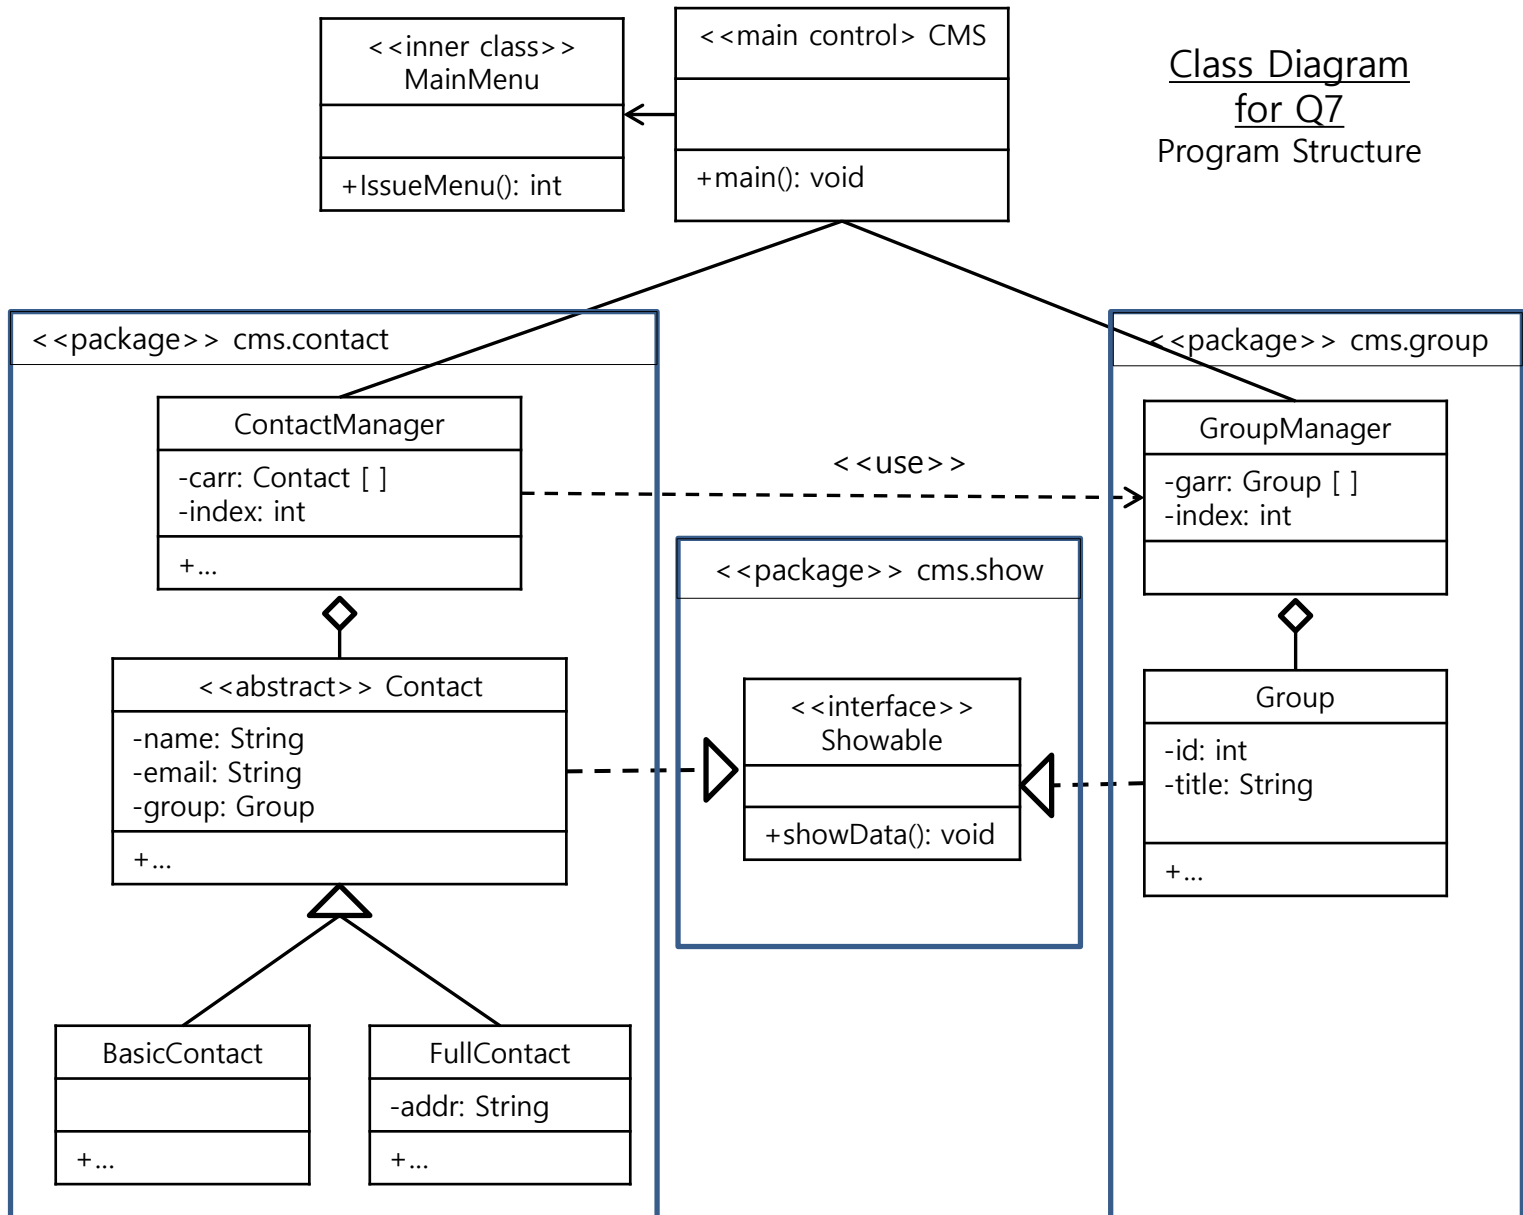 <<inner class>>
MainMenu
+IssueMenu(): int
<<main control> CMS
+main(): void
Class Diagram
for Q7
Program Structure
<<package>> cms.contact
ContactManager
-carr: Contact [ ]
-index: int
+...
<<use>>
<<package>> cms.group
GroupManager
-garr: Group [ ]
-index: int
<<package>> cms.show
<<interface>>
Showable
+showData(): void
<<abstract>> Contact
-name: String
-email: String
-group: Group
+...
Group
-id: int
-title: String
+...
BasicContact
+...
FullContact
-addr: String
+...